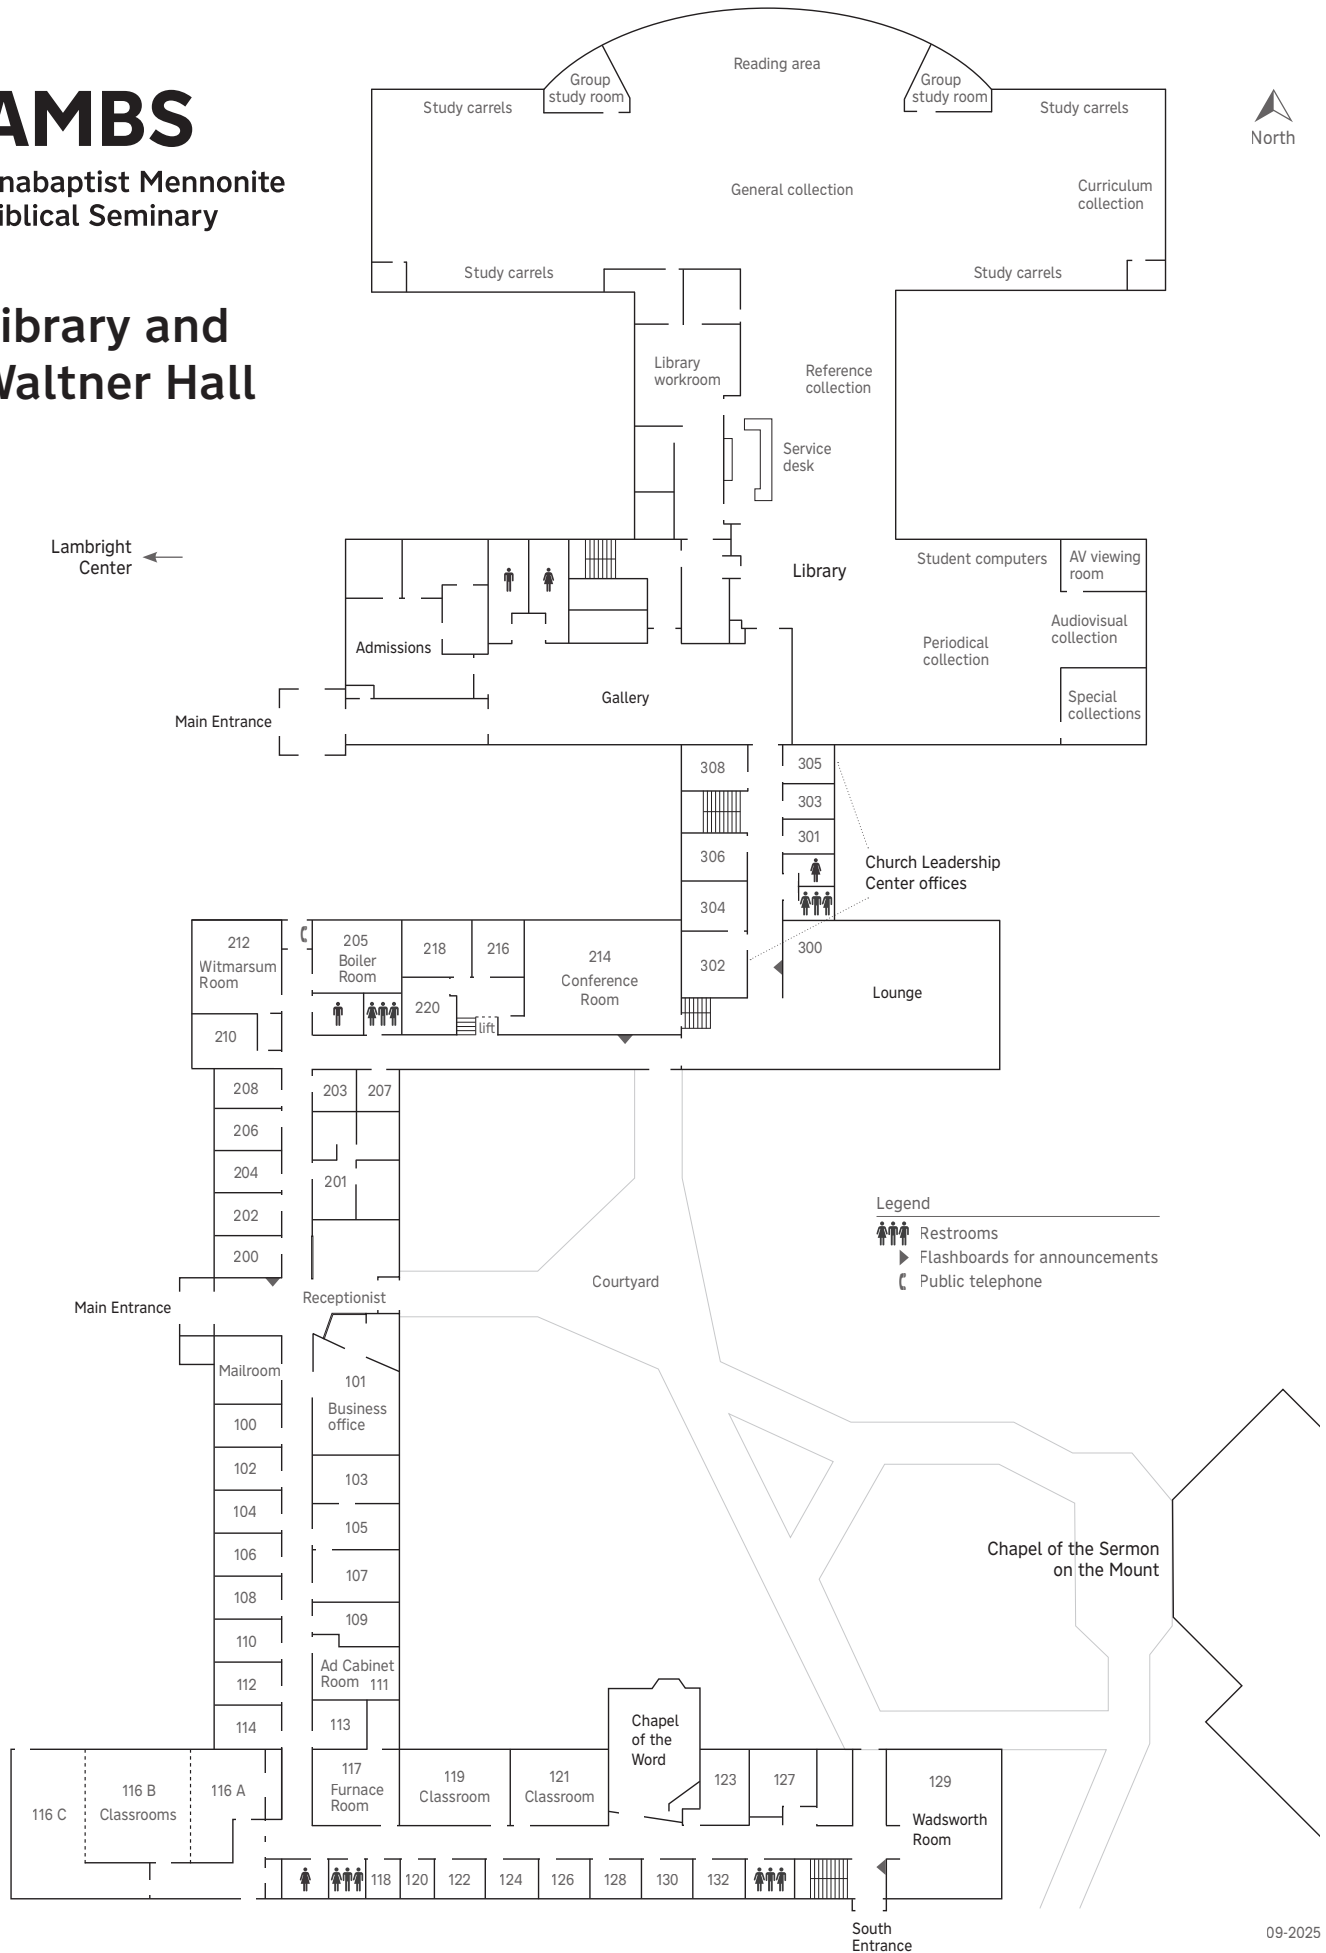 AMBS
nabaptist Mennonite
iblical Seminary
ibrary and
Waltner Hall
North
Reading area
Group
study room
Group
study room
Study carrels
Study carrels
General collection
Curriculum
collection
Study carrels
Study carrels
Library
workroom
Reference
collection
Service
desk
Lambright
Center
Student computers
AV viewing
room
Library
Audiovisual
collection
Periodical
collection
Admissions
Gallery
Special
collections
Main Entrance
308
305
303
301
306
304
302
Church Leadership
Center offices
300
Lounge
212
Witmarsum
Room
205
Boiler
Room
218
216
214
Conference
Room
220
lift
210
208
203
207
206
204
201
202
200
Legend
Restrooms
Flashboards for announcements
Public telephone
Courtyard
Receptionist
Main Entrance
Mailroom
101
Business
office
100
102
103
104
105
106
107
108
109
110
Ad Cabinet
Room 111
112
113
114
Chapel of the Sermon
on the Mount
Chapel
of the
Word
116 C
116 B
Classrooms
116 A
117
Furnace
Room
119
Classroom
121
Classroom
123
127
129
Wadsworth
Room
118
120
122
124
126
128
130
132
South
Entrance
09-2025